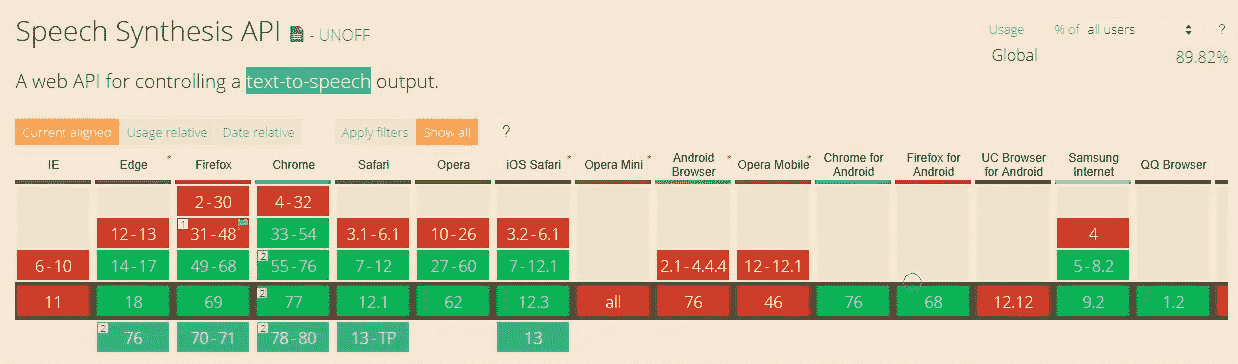 Speech Synthesis API - UNOFF
Usage % of all users ?
Global 89.82%
A web API for controlling a text-to-speech output.
Current aligned Usage relative Date relative Apply filters Show all ?
IE Edge * Firefox Chrome Safari Opera iOS Safari * Opera Mini * Android Browser * Opera Mobile * Chrome for Android Firefox for Android UC Browser for Android Samsung Internet QQ Browser
2-30 4-32
12-13 1 31-48 33-54 3.1-6.1 10-26 3.2-6.1 4
6-10 14-17 49-68 2 55-76 7-12 27-60 7-12.1 2.1-4.4.4 12-12.1 5-8.2
11 18 69 2 77 12.1 62 12.3 all 76 46 76 68 12.12 9.2 1.2
2 76 70-71 2 78-80 13-TP 13